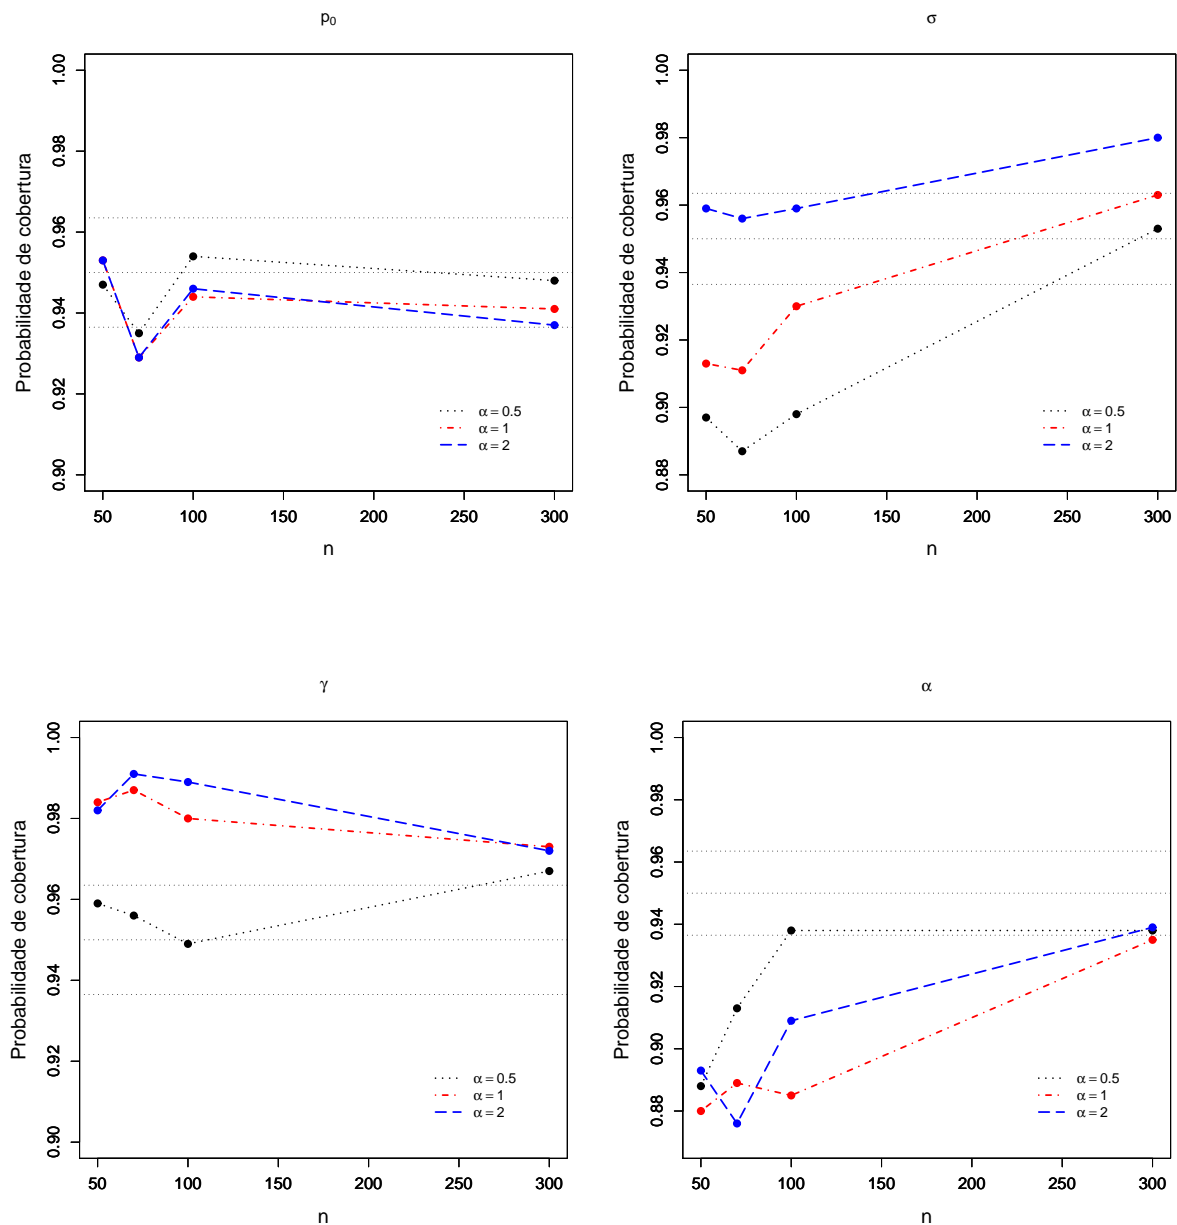 p₀
Probabilidade de cobertura
1.00
0.98
0.96
0.94
0.92
0.90
α = 0.5
α = 1
α = 2
50 100 150 200 250 300
n
σ
Probabilidade de cobertura
1.00
0.98
0.96
0.94
0.92
0.90
0.88
α = 0.5
α = 1
α = 2
50 100 150 200 250 300
n
γ
Probabilidade de cobertura
1.00
0.98
0.96
0.94
0.92
0.90
α = 0.5
α = 1
α = 2
50 100 150 200 250 300
n
α
Probabilidade de cobertura
1.00
0.98
0.96
0.94
0.92
0.90
0.88
α = 0.5
α = 1
α = 2
50 100 150 200 250 300
n